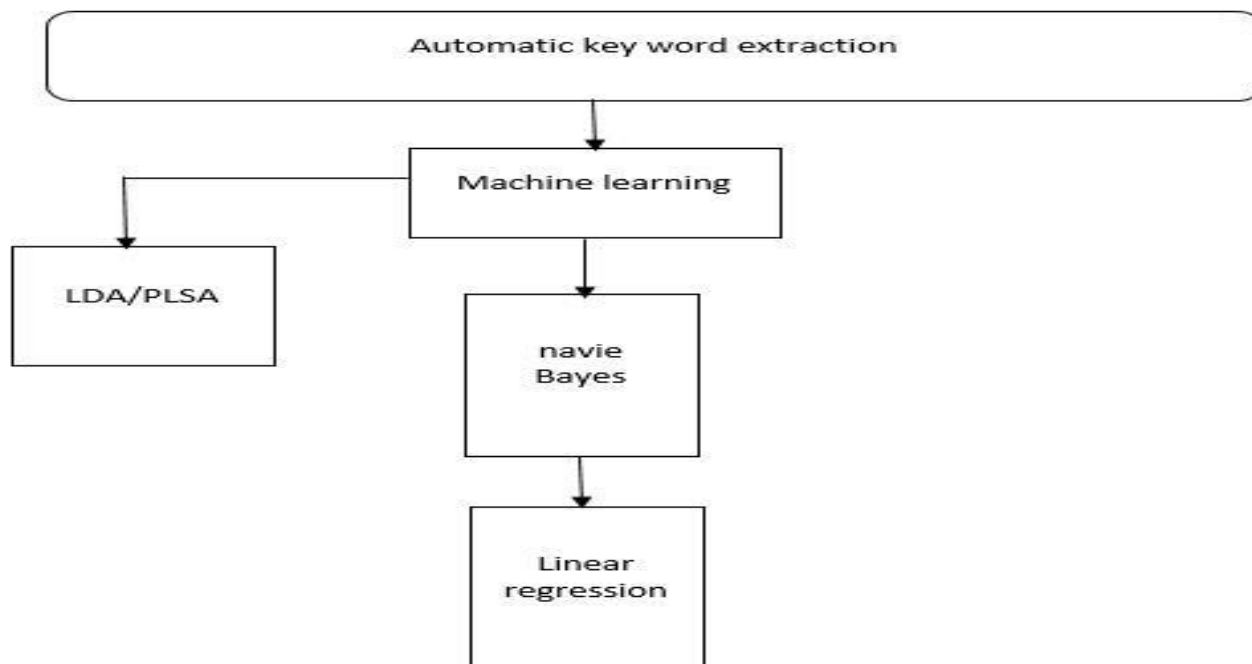 Automatic key word extraction
Machine learning
LDA/PLSA
navie
Bayes
Linear
regression